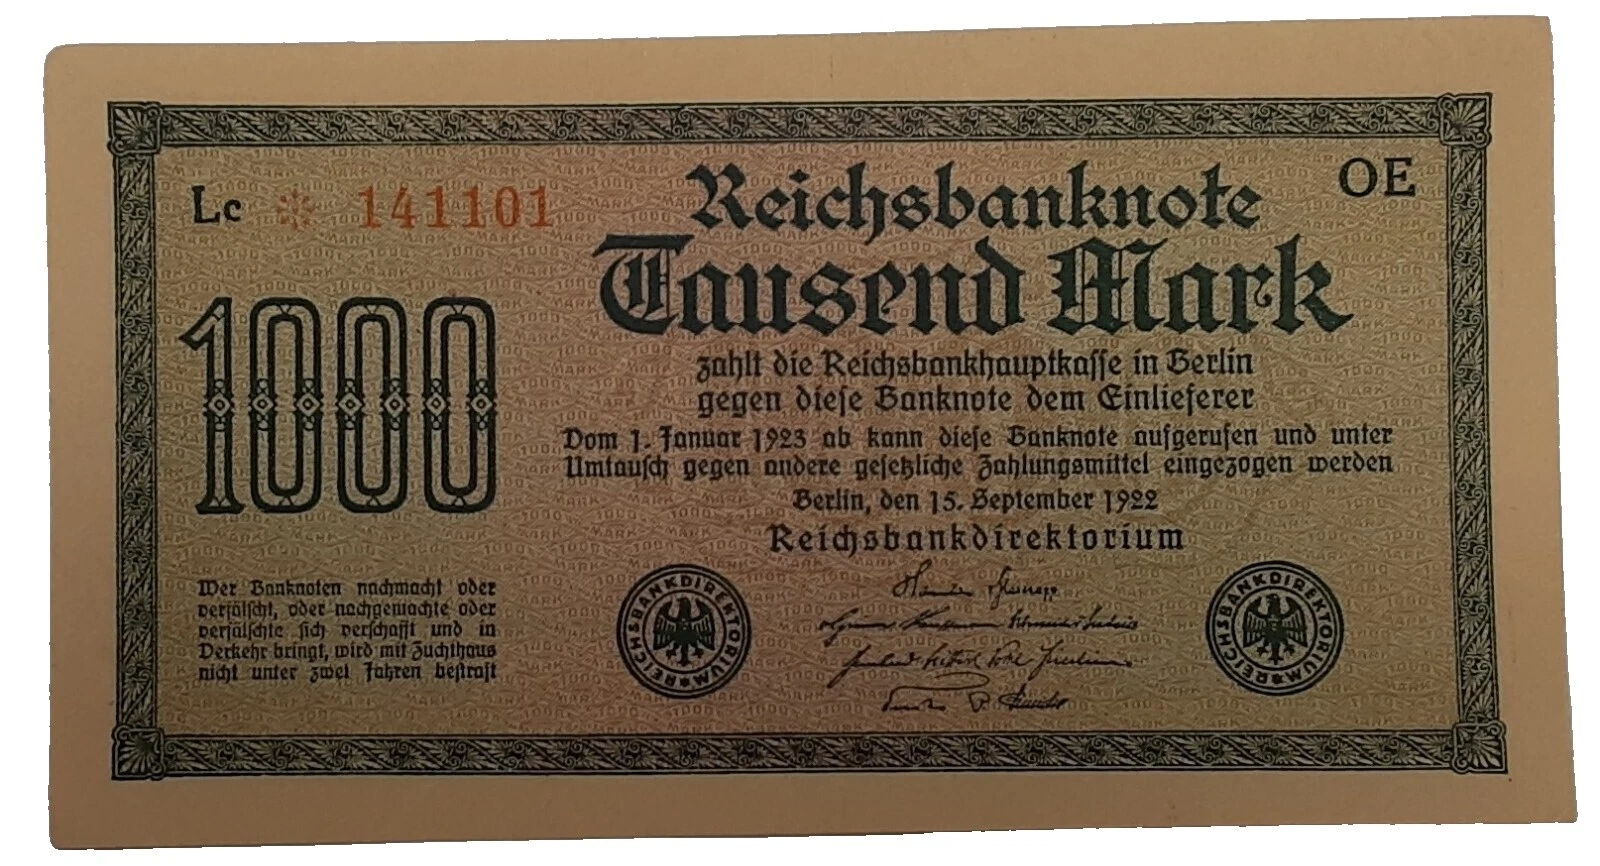 Lc * 141101
OE
Reichsbanknote
Tausend Mark
1000
zahlt die Reichsbankhauptkasse in Berlin
gegen diese Banknote dem Einlieferer
Vom 1. Januar 1923 ab kann diese Banknote aufgerufen und unter
Umtausch gegen andere gesetzliche Zahlungsmittel eingezogen werden
Berlin, den 15. September 1922
Reichsbankdirektorium
Wer Banknoten nachmacht oder
verfälscht, oder nachgemachte oder
verfälschte sich verschafft und in
Verkehr bringt, wird mit Zuchthaus
nicht unter zwei Jahren bestraft
REICHSBANKDIREKTORIUM
REICHSBANKDIREKTORIUM